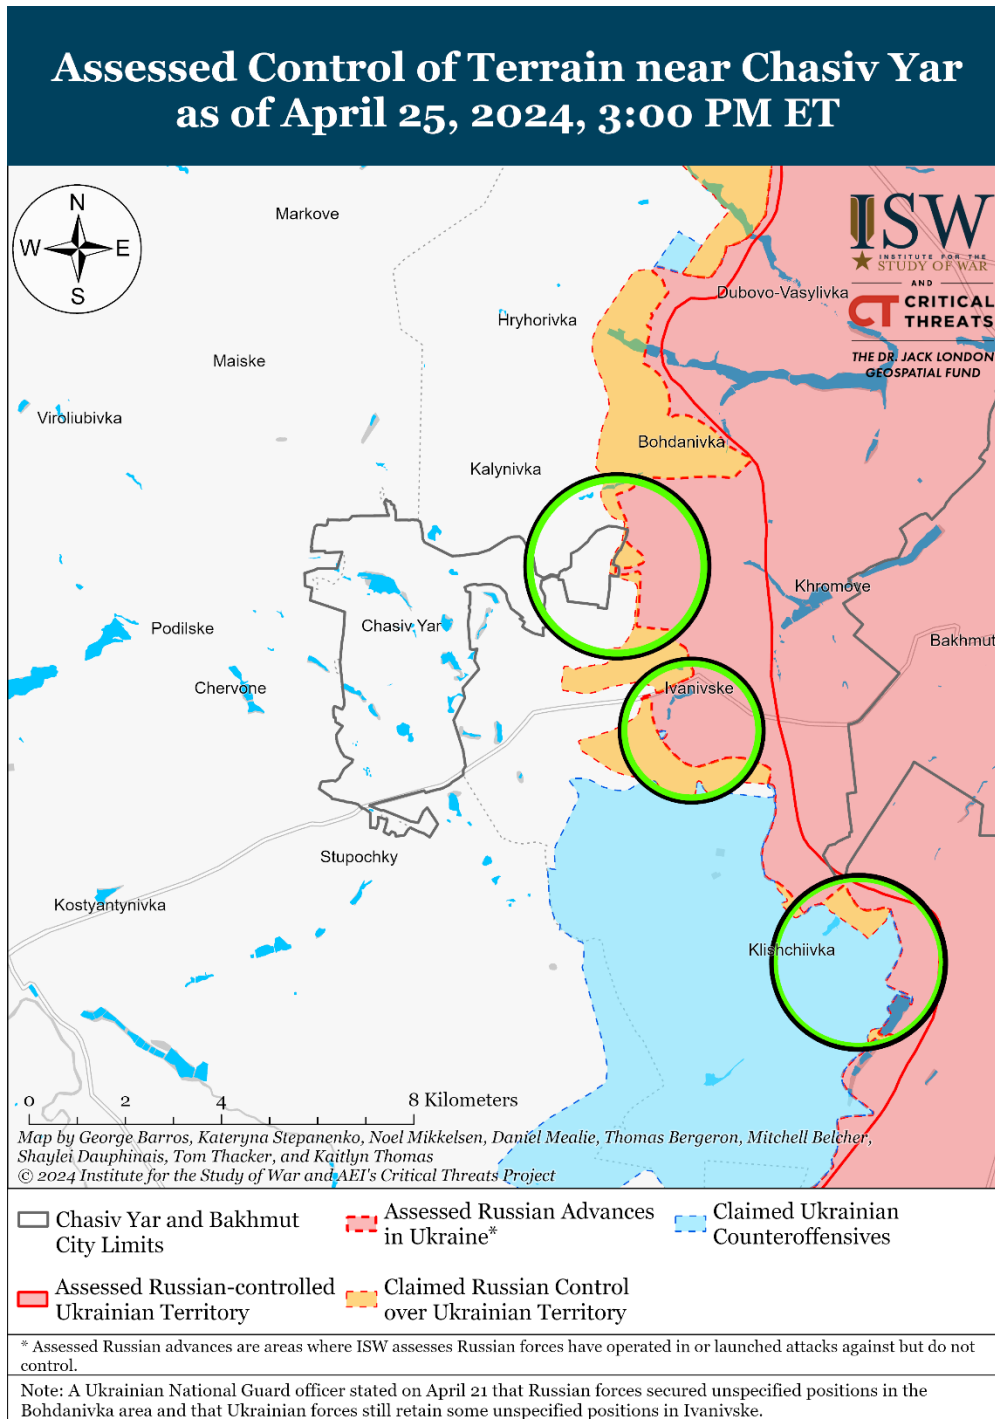 Assessed Control of Terrain near Chasiv Yar
as of April 25, 2024, 3:00 PM ET
N
W
E
S
Markove
ISW
INSTITUTE FOR THE
STUDY OF WAR
AND
CT CRITICAL
THREATS
THE DR. JACK LONDON
GEOSPATIAL FUND
Dubovo-Vasylivka
Hryhorivka
Maiske
Viroliubivka
Bohdanivka
Kalynivka
Khromove
Podilske
Chasiv Yar
Bakhmut
Chervone
Ivanivske
Stupochky
Kostyantynivka
Klishchiivka
0 2 4 8 Kilometers
Map by George Barros, Kateryna Stepanenko, Noel Mikkelsen, Daniel Mealie, Thomas Bergeron, Mitchell Belcher,
Shaylei Dauphinais, Tom Thacker, and Kaitlyn Thomas
© 2024 Institute for the Study of War and AEI's Critical Threats Project
Chasiv Yar and Bakhmut
City Limits
Assessed Russian Advances
in Ukraine*
Claimed Ukrainian
Counteroffensives
Assessed Russian-controlled
Ukrainian Territory
Claimed Russian Control
over Ukrainian Territory
* Assessed Russian advances are areas where ISW assesses Russian forces have operated in or launched attacks against but do not
control.
Note: A Ukrainian National Guard officer stated on April 21 that Russian forces secured unspecified positions in the
Bohdanivka area and that Ukrainian forces still retain some unspecified positions in Ivanivske.